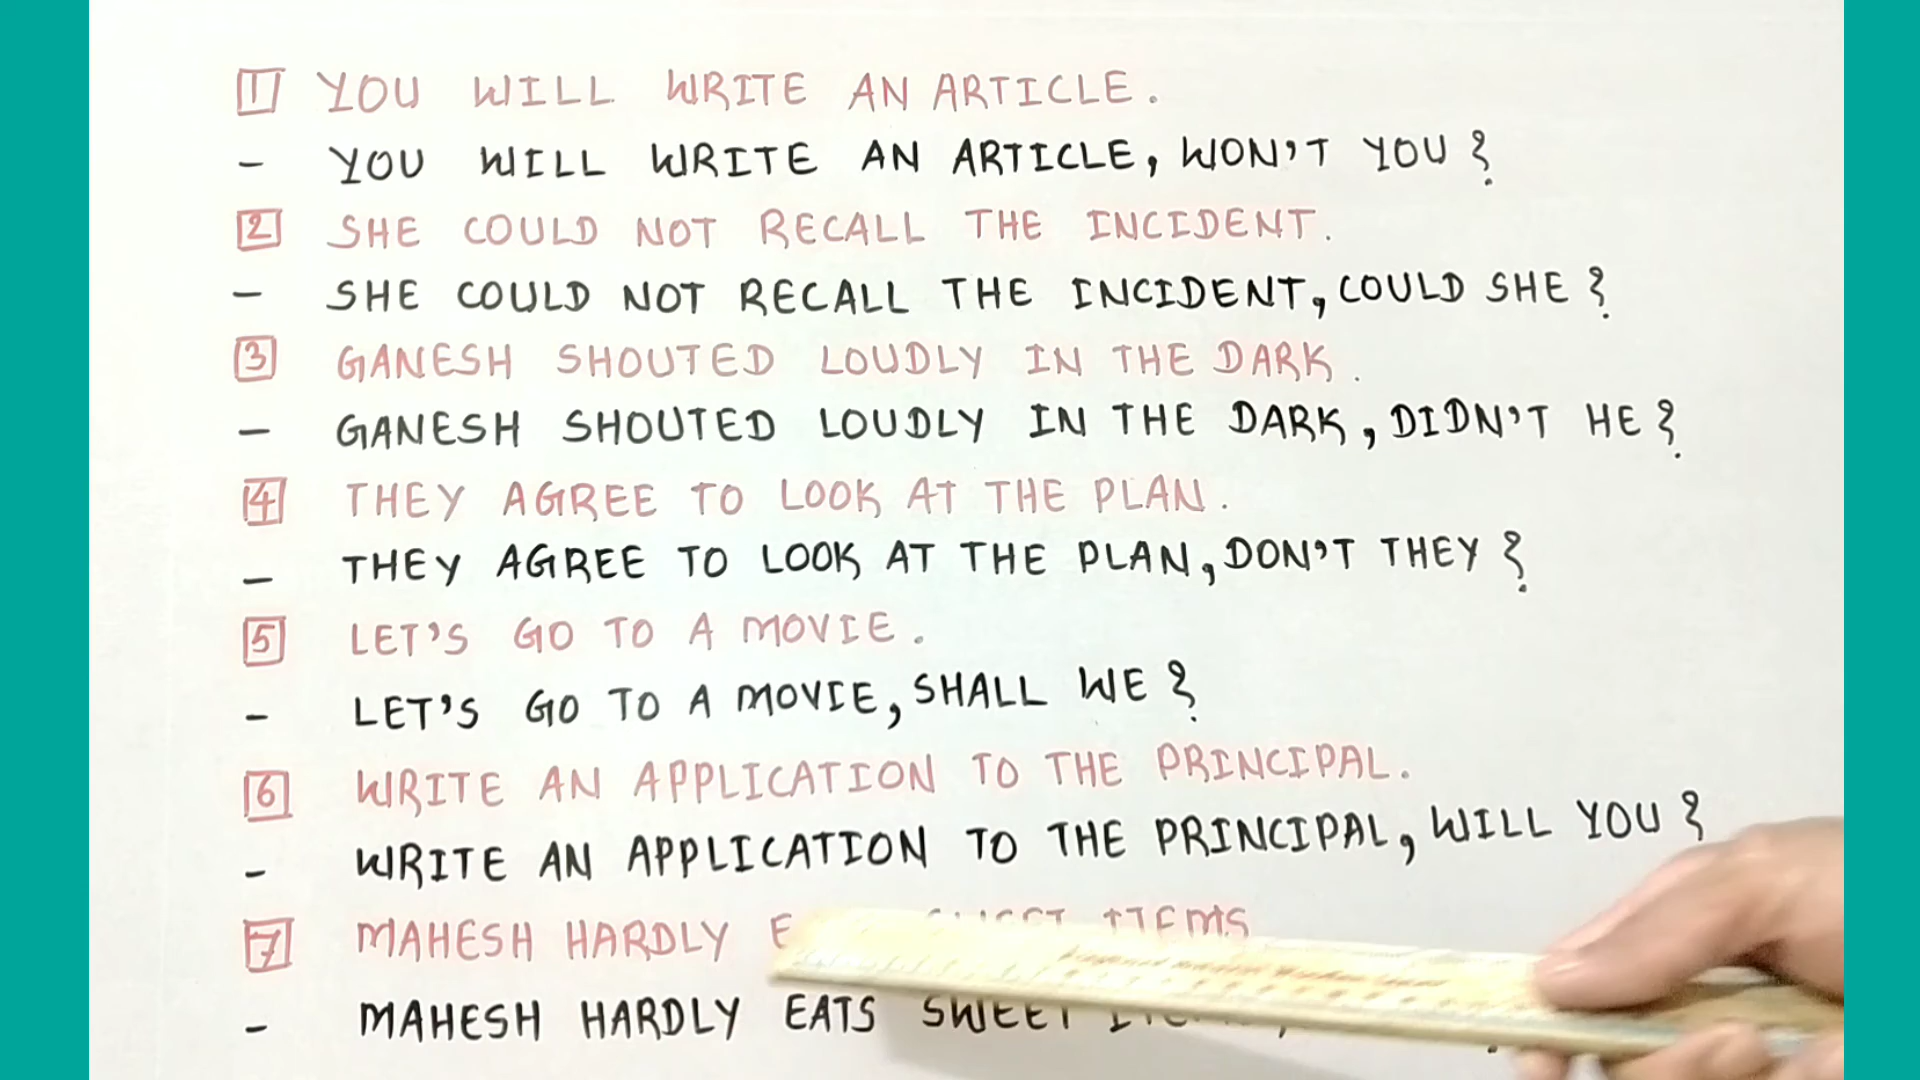 1 YOU WILL WRITE AN ARTICLE.
- YOU WILL WRITE AN ARTICLE, WON'T YOU?
2 SHE COULD NOT RECALL THE INCIDENT.
- SHE COULD NOT RECALL THE INCIDENT, COULD SHE?
3 GANESH SHOUTED LOUDLY IN THE DARK.
- GANESH SHOUTED LOUDLY IN THE DARK, DIDN'T HE?
4 THEY AGREE TO LOOK AT THE PLAN.
- THEY AGREE TO LOOK AT THE PLAN, DON'T THEY?
5 LET'S GO TO A MOVIE.
- LET'S GO TO A MOVIE, SHALL WE?
6 WRITE AN APPLICATION TO THE PRINCIPAL.
- WRITE AN APPLICATION TO THE PRINCIPAL, WILL YOU?
7 MAHESH HARDLY ITEMS
- MAHESH HARDLY EATS SWEET